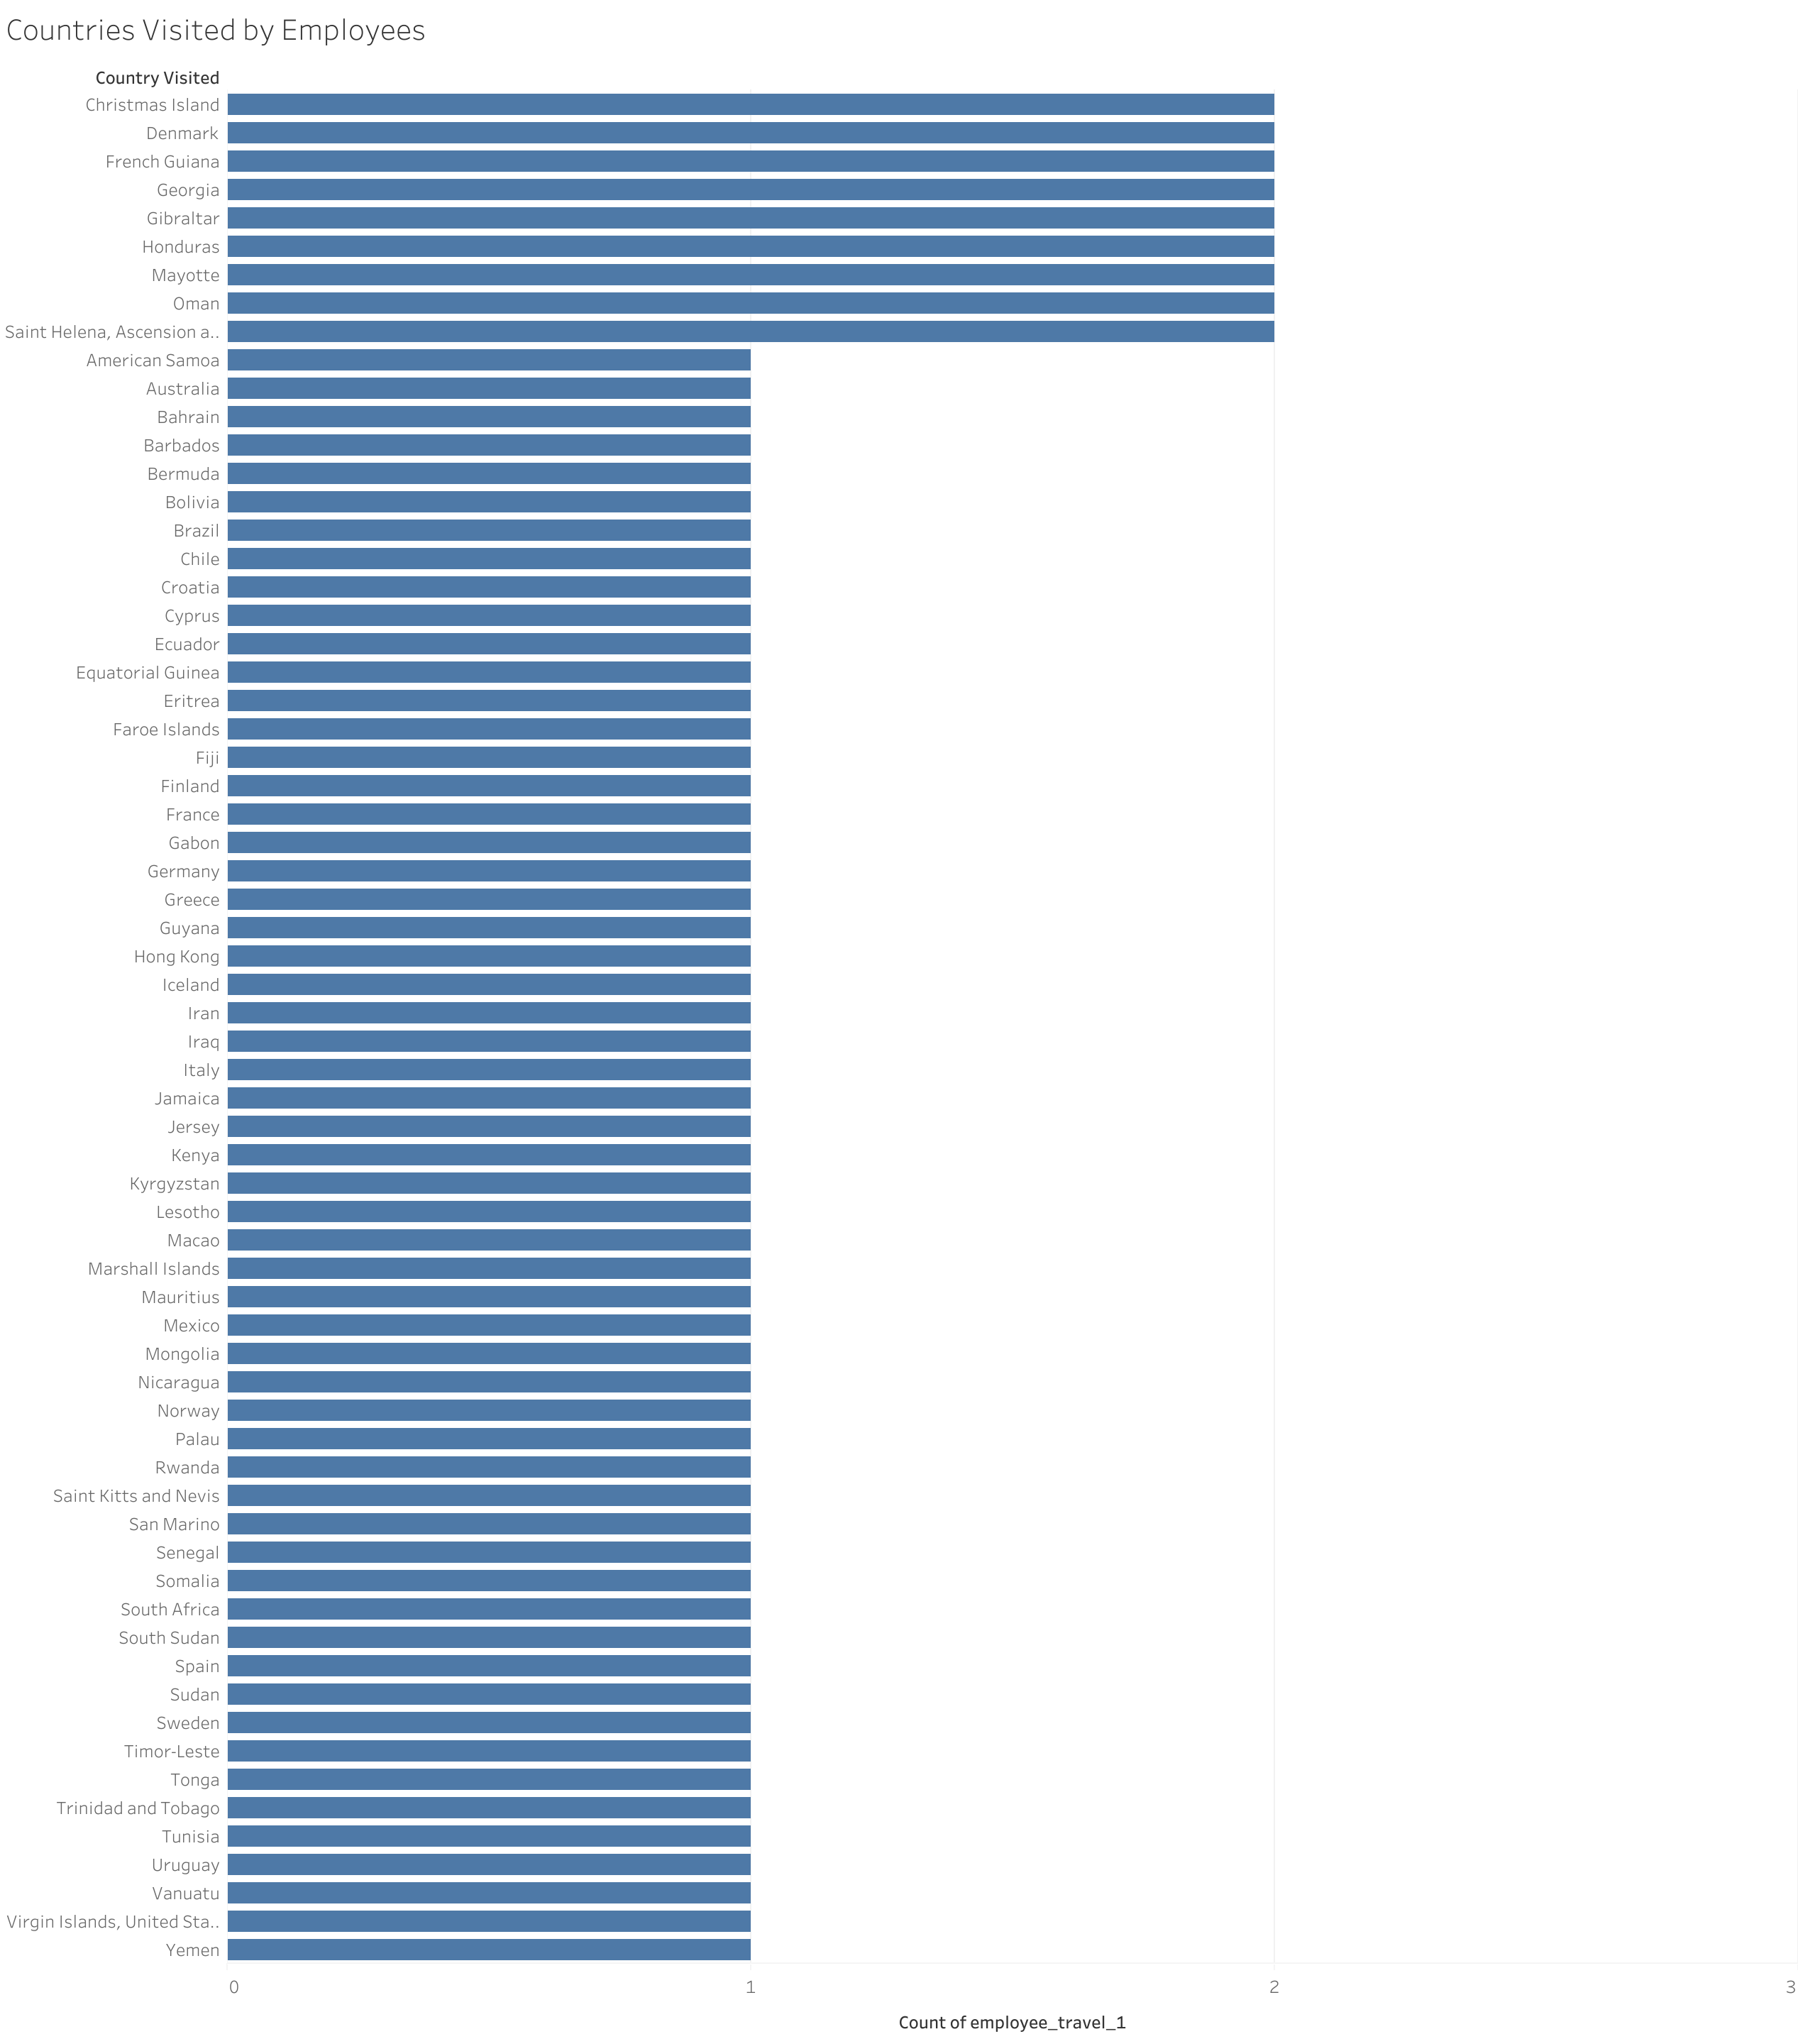 Countries Visited by Employees
Country Visited
Christmas Island
Denmark
French Guiana
Georgia
Gibraltar
Honduras
Mayotte
Oman
Saint Helena, Ascension a..
American Samoa
Australia
Bahrain
Barbados
Bermuda
Bolivia
Brazil
Chile
Croatia
Cyprus
Ecuador
Equatorial Guinea
Eritrea
Faroe Islands
Fiji
Finland
France
Gabon
Germany
Greece
Guyana
Hong Kong
Iceland
Iran
Iraq
Italy
Jamaica
Jersey
Kenya
Kyrgyzstan
Lesotho
Macao
Marshall Islands
Mauritius
Mexico
Mongolia
Nicaragua
Norway
Palau
Rwanda
Saint Kitts and Nevis
San Marino
Senegal
Somalia
South Africa
South Sudan
Spain
Sudan
Sweden
Timor-Leste
Tonga
Trinidad and Tobago
Tunisia
Uruguay
Vanuatu
Virgin Islands, United Sta..
Yemen
0 1 2 3
Count of employee_travel_1